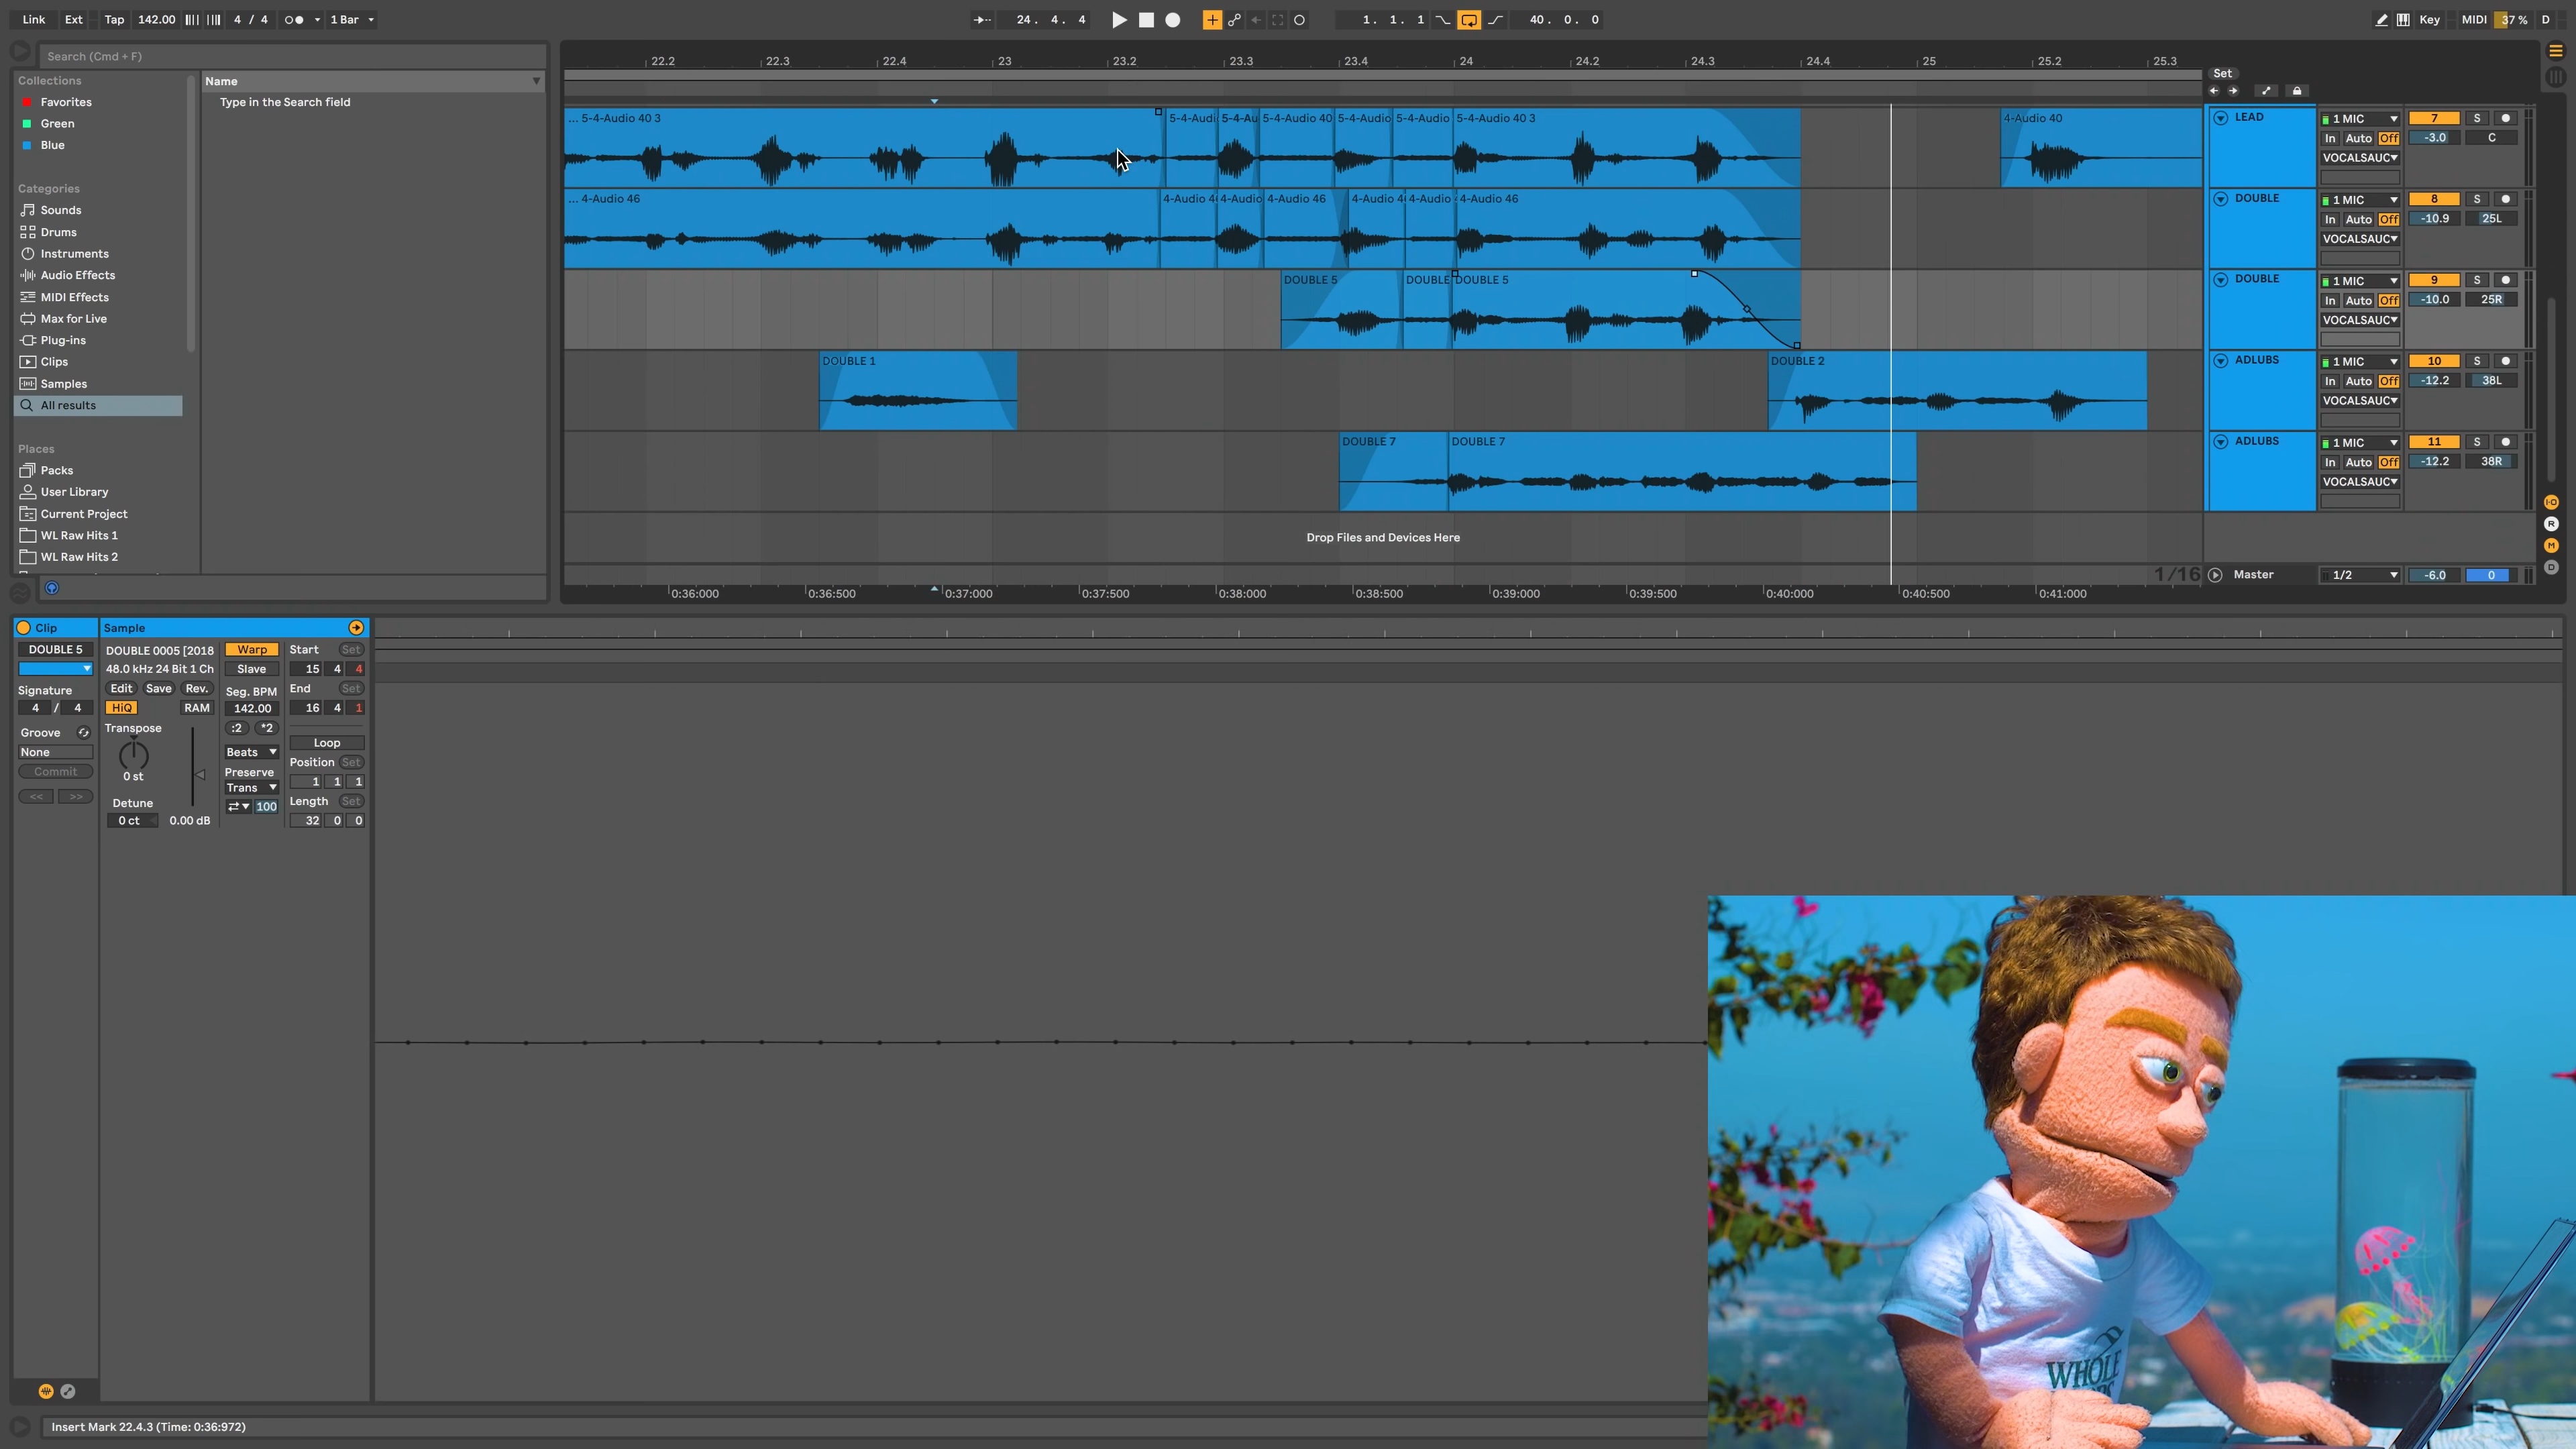 Link Ext Tap 142.00 4 / 4 1 Bar 24. 4. 4 1. 1. 1 40. 0. 0 Key MIDI 37 % D
Search (Cmd + F)
Collections
Favorites
Green
Blue
Categories
Sounds
Drums
Instruments
Audio Effects
MIDI Effects
Max for Live
Plug-ins
Clips
Samples
All results
Places
Packs
User Library
Current Project
WL Raw Hits 1
WL Raw Hits 2
Name
Type in the Search field
22.2 22.3 22.4 23 23.2 23.3 23.4 24 24.2 24.3 24.4 25 25.2 25.3
Set
... 5-4-Audio 40 3 5-4-Audi 5-4-Au 5-4-Audio 40 5-4-Audio 5-4-Audio 5-4-Audio 40 3 4-Audio 40
LEAD 1 MIC 7 S
In Auto Off -3.0 C
VOCALSAUC
... 4-Audio 46 4-Audio 4 4-Audio 4-Audio 46 4-Audio 4 4-Audio 4-Audio 46
DOUBLE 1 MIC 8 S
In Auto Off -10.9 25L
VOCALSAUC
DOUBLE 5 DOUBLE DOUBLE 5
DOUBLE 1 MIC 9 S
In Auto Off -10.0 25R
VOCALSAUC
DOUBLE 1 DOUBLE 2
ADLUBS 1 MIC 10 S
In Auto Off -12.2 38L
VOCALSAUC
DOUBLE 7 DOUBLE 7
ADLUBS 1 MIC 11 S
In Auto Off -12.2 38R
VOCALSAUC
Drop Files and Devices Here
1/16 Master 1/2 -6.0 0
I·O
R
M
D
0:36:000 0:36:500 0:37:000 0:37:500 0:38:000 0:38:500 0:39:000 0:39:500 0:40:000 0:40:500 0:41:000
Clip
DOUBLE 5
Signature
4 / 4
Groove
None
Commit
<< >>
Sample
DOUBLE 0005 [2018
48.0 kHz 24 Bit 1 Ch
Edit Save Rev.
HiQ RAM
Transpose
0 st
Detune
0 ct 0.00 dB
Warp
Slave
Seg. BPM
142.00
:2 *2
Beats
Preserve
Trans
100
Start Set
15 4 4
End Set
16 4 1
Loop
Position Set
1 1 1
Length Set
32 0 0
Insert Mark 22.4.3 (Time: 0:36:972)
WHOLE